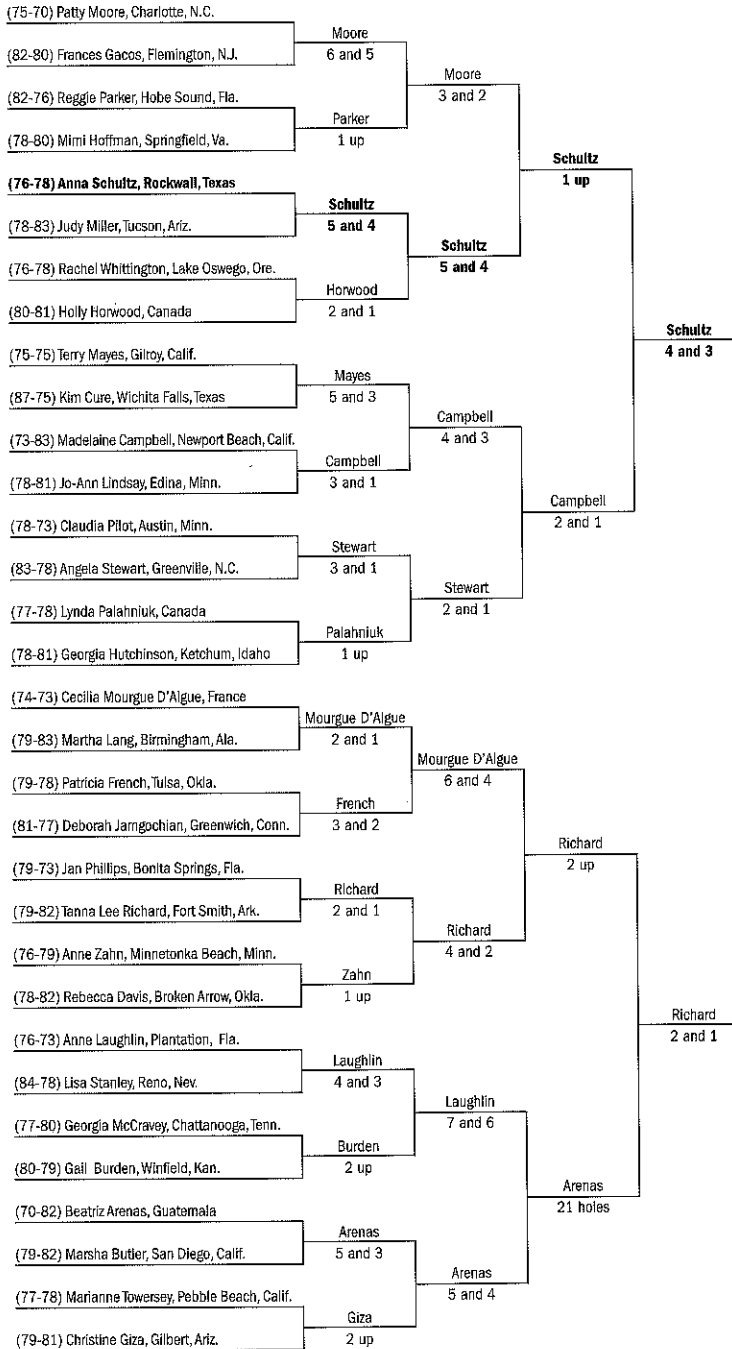 (75-70) Patty Moore, Charlotte, N.C.
Moore
6 and 5
(82-80) Frances Gacos, Flemington, N.J.
Moore
3 and 2
(82-76) Reggie Parker, Hobe Sound, Fla.
Parker
1 up
(78-80) Mimi Hoffman, Springfield, Va.
Schultz
1 up
(76-78) Anna Schultz, Rockwall, Texas
Schultz
5 and 4
(78-83) Judy Miller, Tucson, Ariz.
Schultz
5 and 4
(76-78) Rachel Whittington, Lake Oswego, Ore.
Horwood
2 and 1
(80-81) Holly Horwood, Canada
Schultz
4 and 3
(75-75) Terry Mayes, Gilroy, Calif.
Mayes
5 and 3
(87-75) Kim Cure, Wichita Falls, Texas
Campbell
4 and 3
(73-83) Madelaine Campbell, Newport Beach, Calif.
Campbell
3 and 1
(78-81) Jo-Ann Lindsay, Edina, Minn.
Campbell
2 and 1
(78-73) Claudia Pilot, Austin, Minn.
Stewart
3 and 1
(83-78) Angela Stewart, Greenville, N.C.
Stewart
2 and 1
(77-78) Lynda Palahniuk, Canada
Palahniuk
1 up
(78-81) Georgia Hutchinson, Ketchum, Idaho
(74-73) Cecilia Mourgue D'Algue, France
Mourgue D'Algue
2 and 1
(79-83) Martha Lang, Birmingham, Ala.
Mourgue D'Algue
6 and 4
(79-78) Patricia French, Tulsa, Okla.
French
3 and 2
(81-77) Deborah Jamgochian, Greenwich, Conn.
Richard
2 up
(79-73) Jan Phillips, Bonita Springs, Fla.
Richard
2 and 1
(79-82) Tanna Lee Richard, Fort Smith, Ark.
Richard
4 and 2
(76-79) Anne Zahn, Minnetonka Beach, Minn.
Zahn
1 up
(78-82) Rebecca Davis, Broken Arrow, Okla.
Richard
2 and 1
(76-73) Anne Laughlin, Plantation, Fla.
Laughlin
4 and 3
(84-78) Lisa Stanley, Reno, Nev.
Laughlin
7 and 6
(77-80) Georgia McCravey, Chattanooga, Tenn.
Burden
2 up
(80-79) Gail Burden, Winfield, Kan.
Arenas
21 holes
(70-82) Beatriz Arenas, Guatemala
Arenas
5 and 3
(79-82) Marsha Butler, San Diego, Calif.
Arenas
5 and 4
(77-78) Marianne Towersey, Pebble Beach, Calif.
Giza
2 up
(79-81) Christine Giza, Gilbert, Ariz.